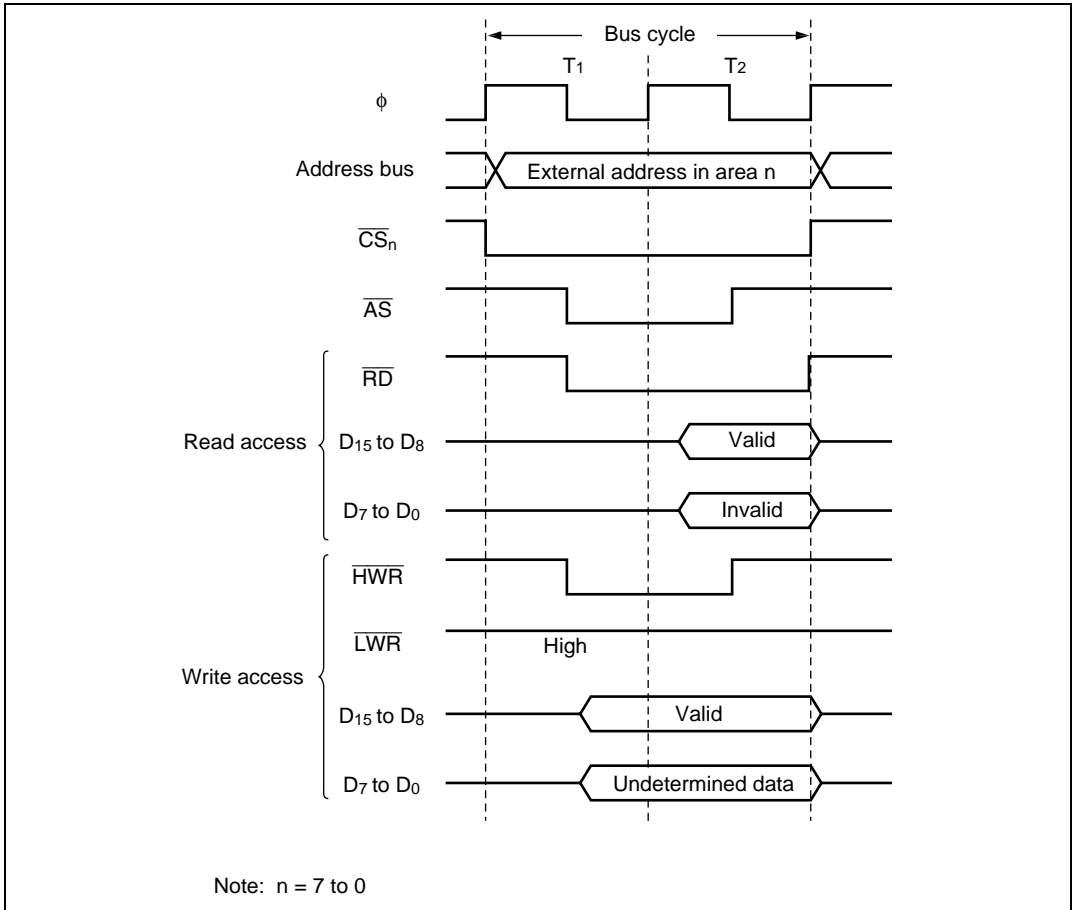 Bus cycle
T1 T2
φ
Address bus External address in area n
CSn
AS
RD
Read access D15 to D8 Valid
D7 to D0 Invalid
HWR
LWR High
Write access
D15 to D8 Valid
D7 to D0 Undetermined data
Note: n = 7 to 0